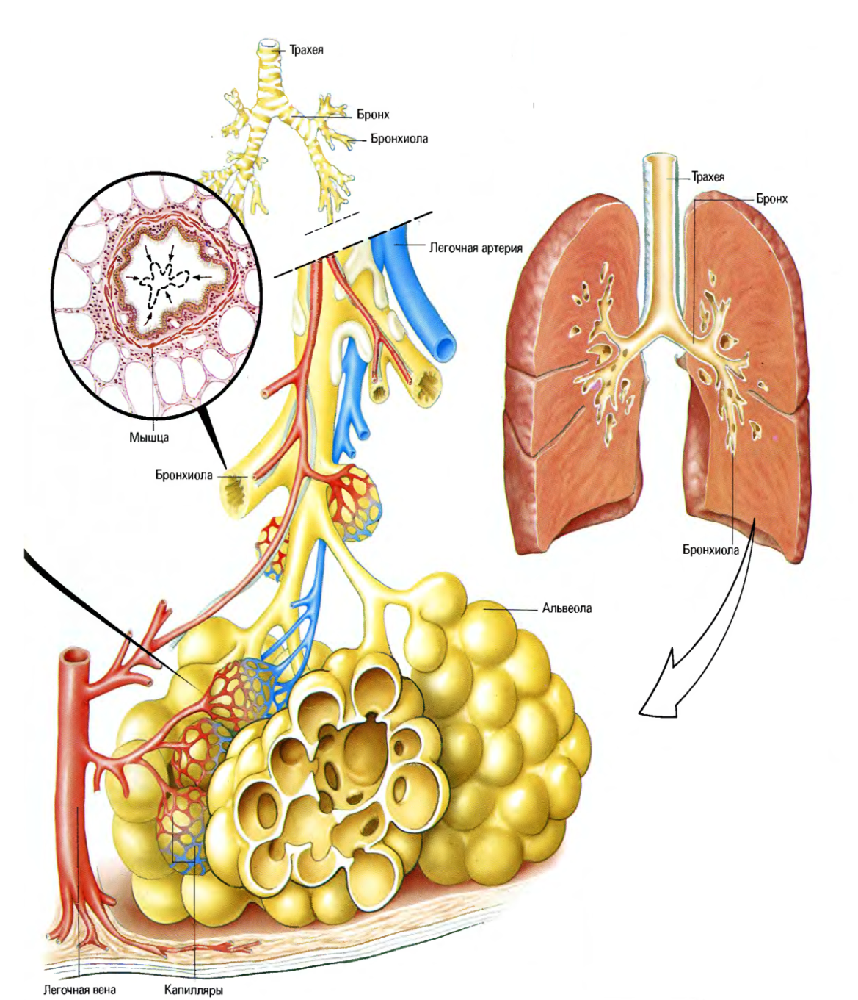 Трахея
Бронх
Бронхиола
Трахея
Бронх
Легочная артерия
Мышца
Бронхиола
Бронхиола
Альвеола
Легочная вена
Капилляры